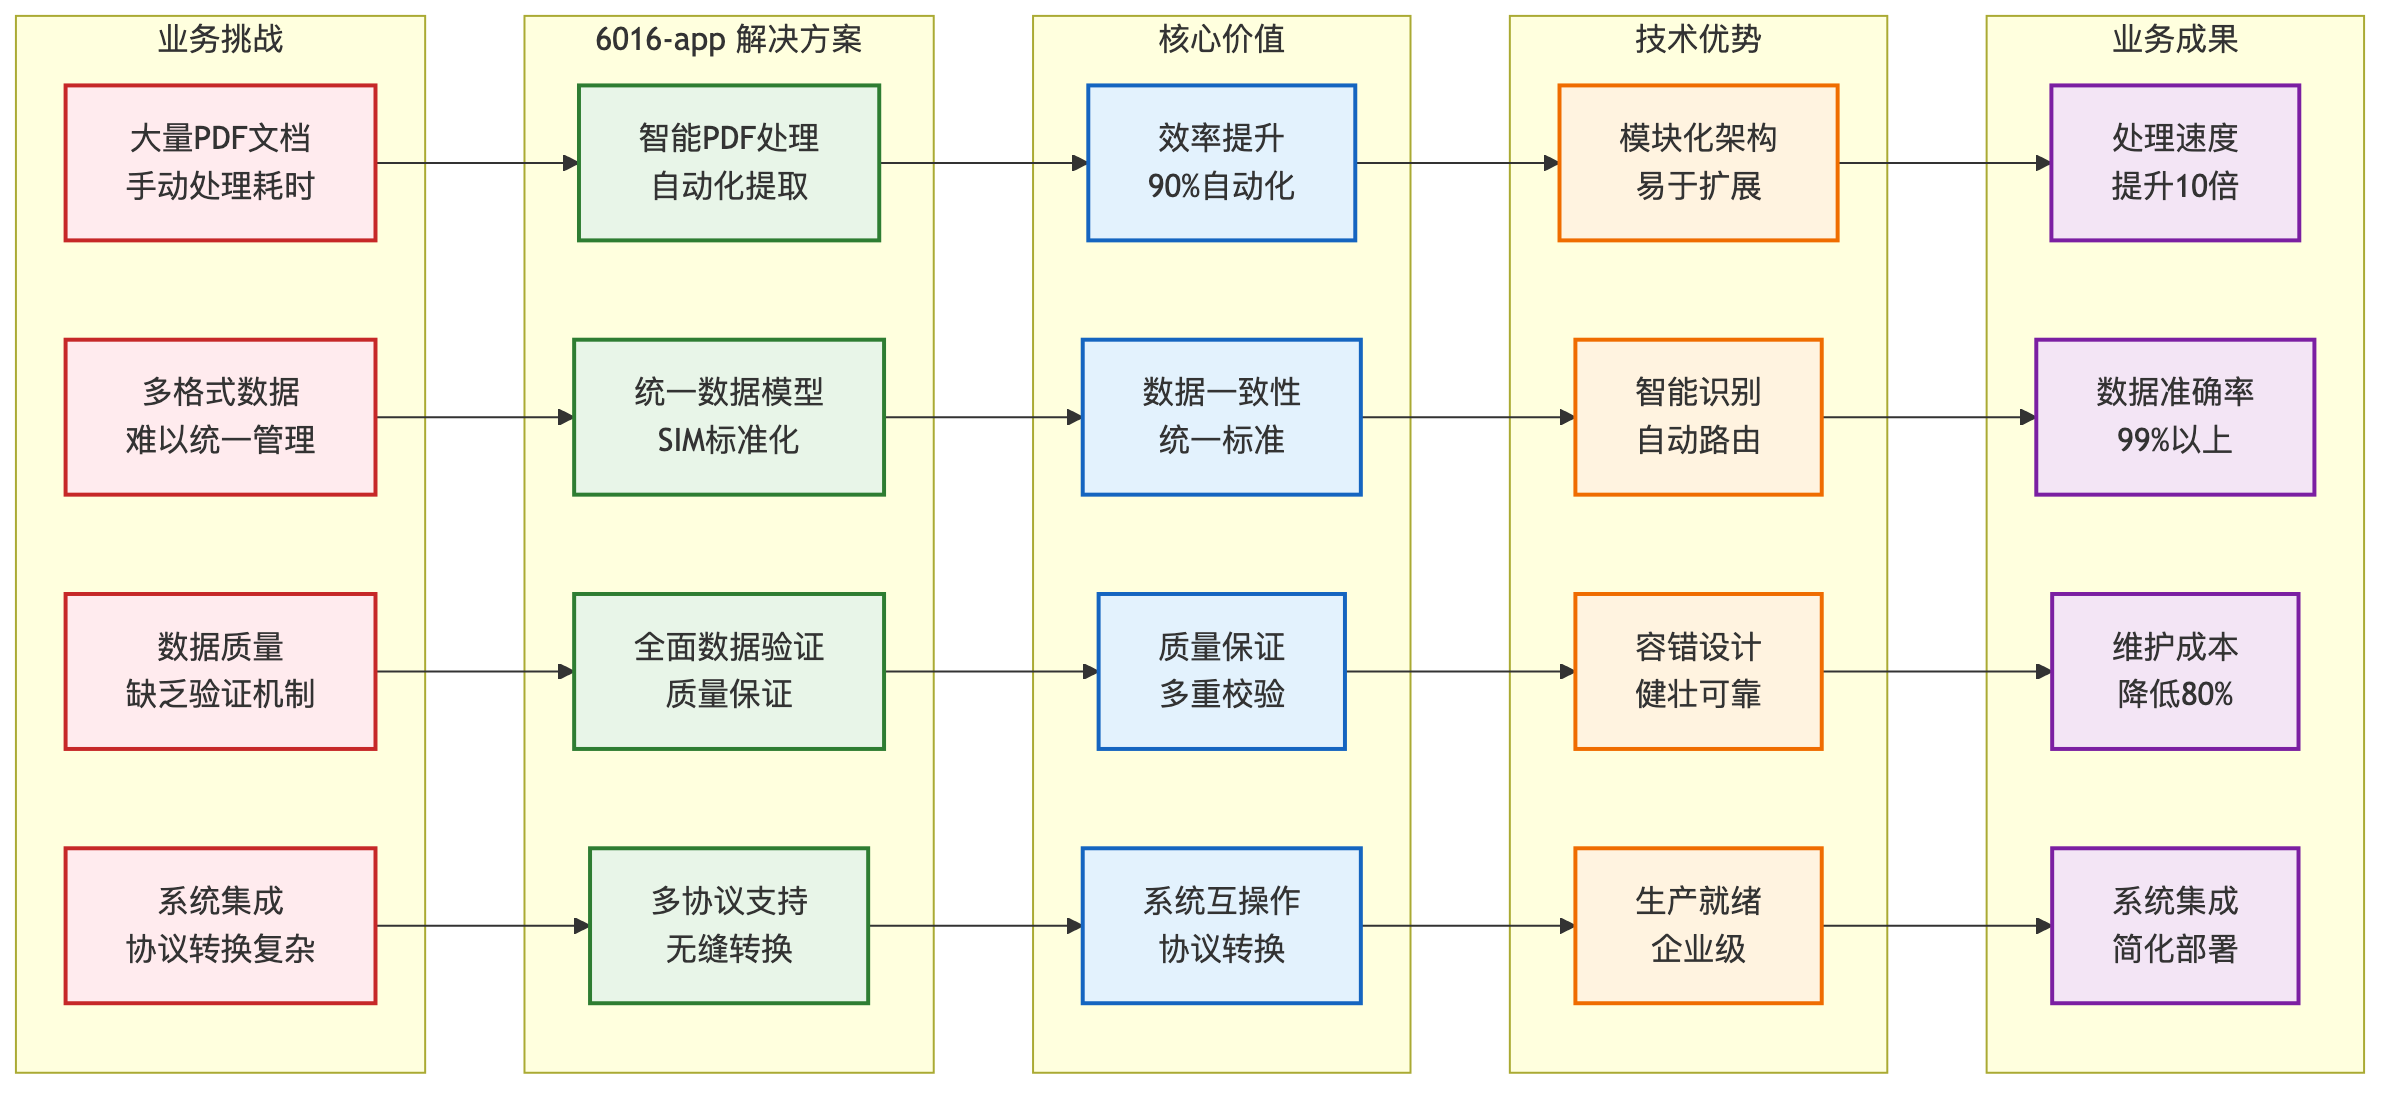 业务挑战
大量PDF文档
手动处理耗时
多格式数据
难以统一管理
数据质量
缺乏验证机制
系统集成
协议转换复杂
6016-app 解决方案
智能PDF处理
自动化提取
统一数据模型
SIM标准化
全面数据验证
质量保证
多协议支持
无缝转换
核心价值
效率提升
90%自动化
数据一致性
统一标准
质量保证
多重校验
系统互操作
协议转换
技术优势
模块化架构
易于扩展
智能识别
自动路由
容错设计
健壮可靠
生产就绪
企业级
业务成果
处理速度
提升10倍
数据准确率
99%以上
维护成本
降低80%
系统集成
简化部署